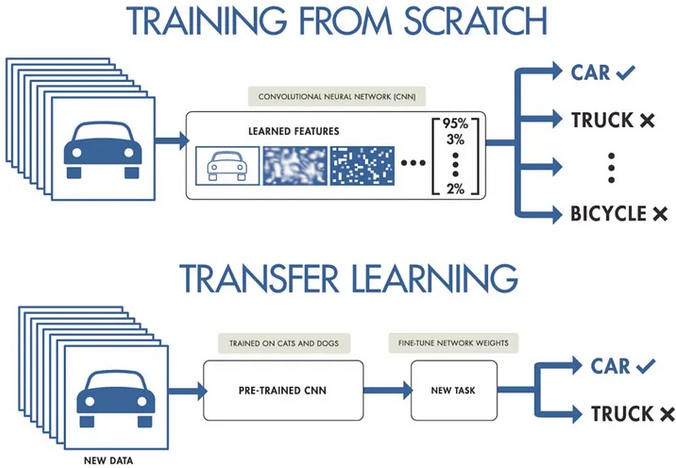 TRAINING FROM SCRATCH
CONVOLUTIONAL NEURAL NETWORK (CNN)
LEARNED FEATURES
95%
3%
2%
CAR
TRUCK
BICYCLE
TRANSFER LEARNING
TRAINED ON CATS AND DOGS
FINE-TUNE NETWORK WEIGHTS
PRE-TRAINED CNN
NEW TASK
CAR
TRUCK
NEW DATA